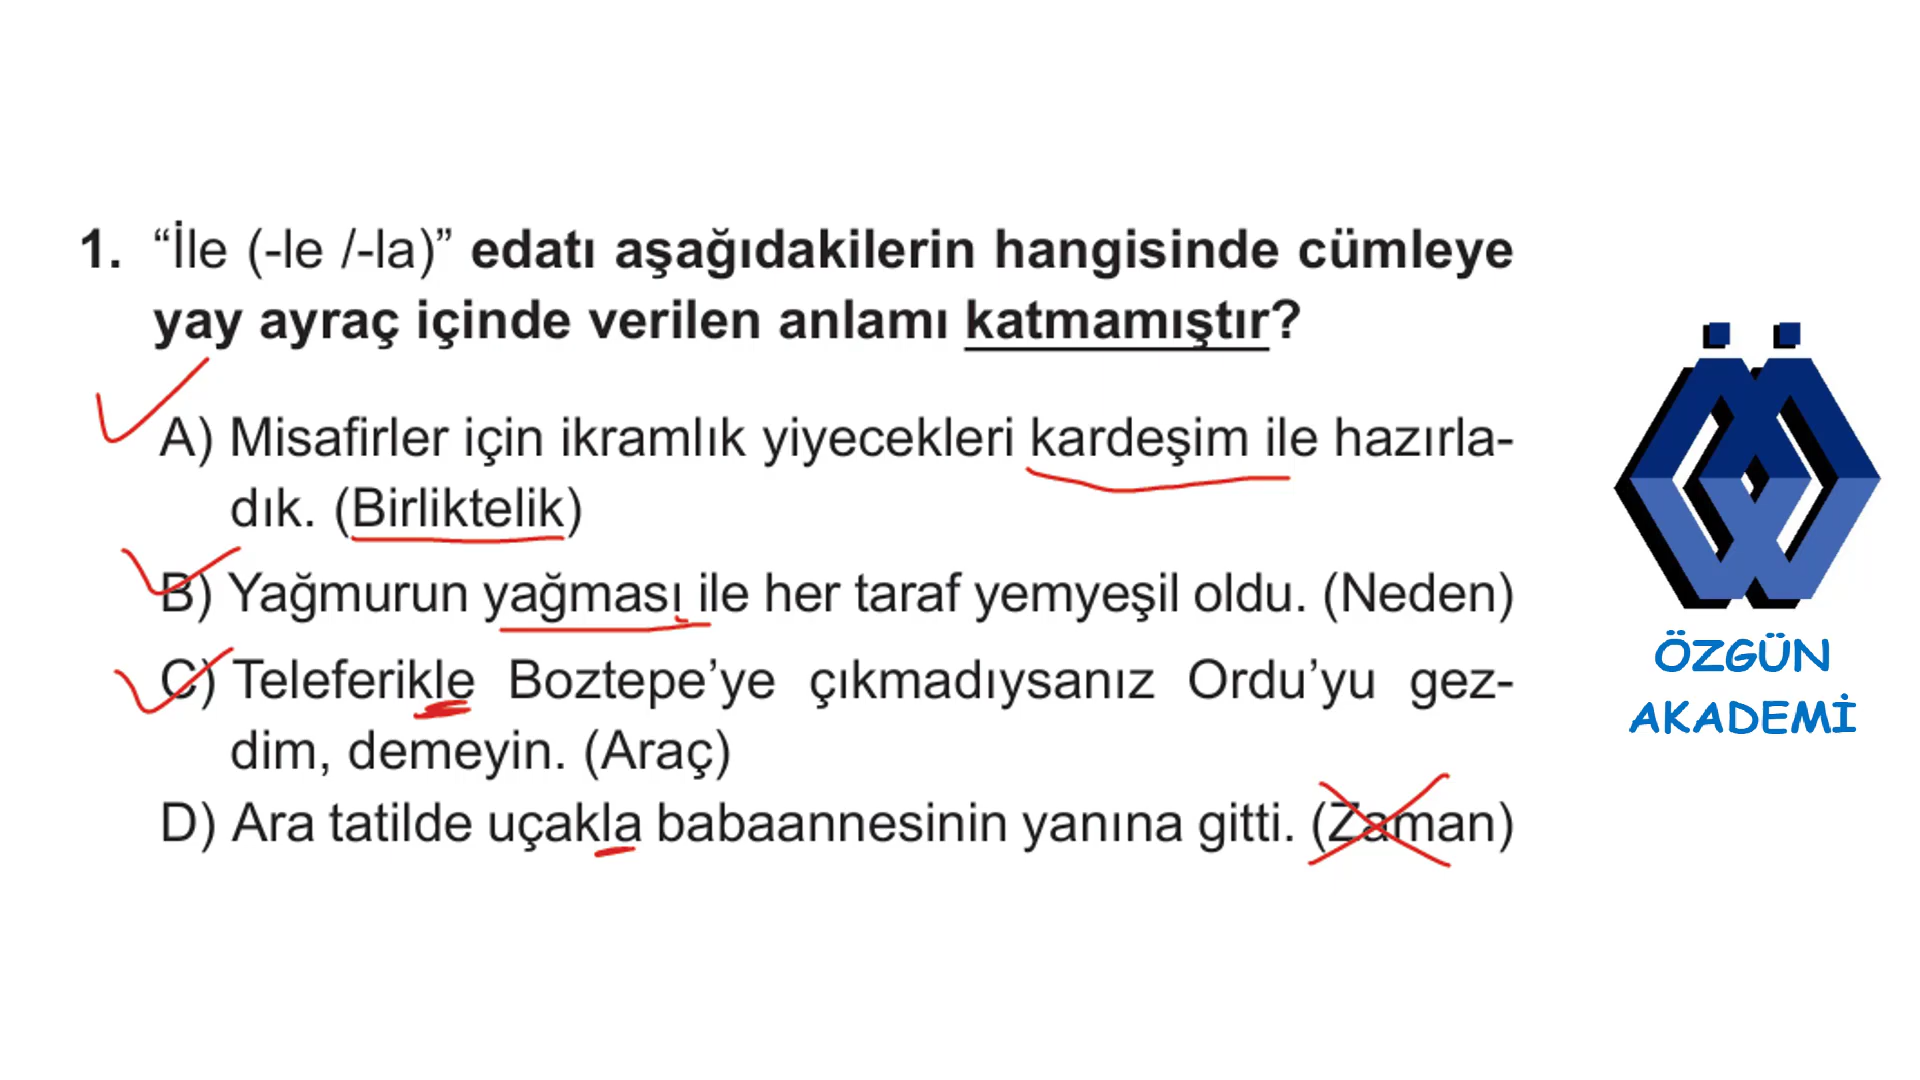 1. “İle (-le /-la)” edatı aşağıdakilerin hangisinde cümleye
yay ayraç içinde verilen anlamı katmamıştır?
A) Misafirler için ikramlık yiyecekleri kardeşim ile hazırla-
dık. (Birliktelik)
B) Yağmurun yağması ile her taraf yemyeşil oldu. (Neden)
C) Teleferikle Boztepe’ye çıkmadıysanız Ordu’yu gez-
dim, demeyin. (Araç)
D) Ara tatilde uçakla babaannesinin yanına gitti. (Zaman)
ÖZGÜN
AKADEMİ